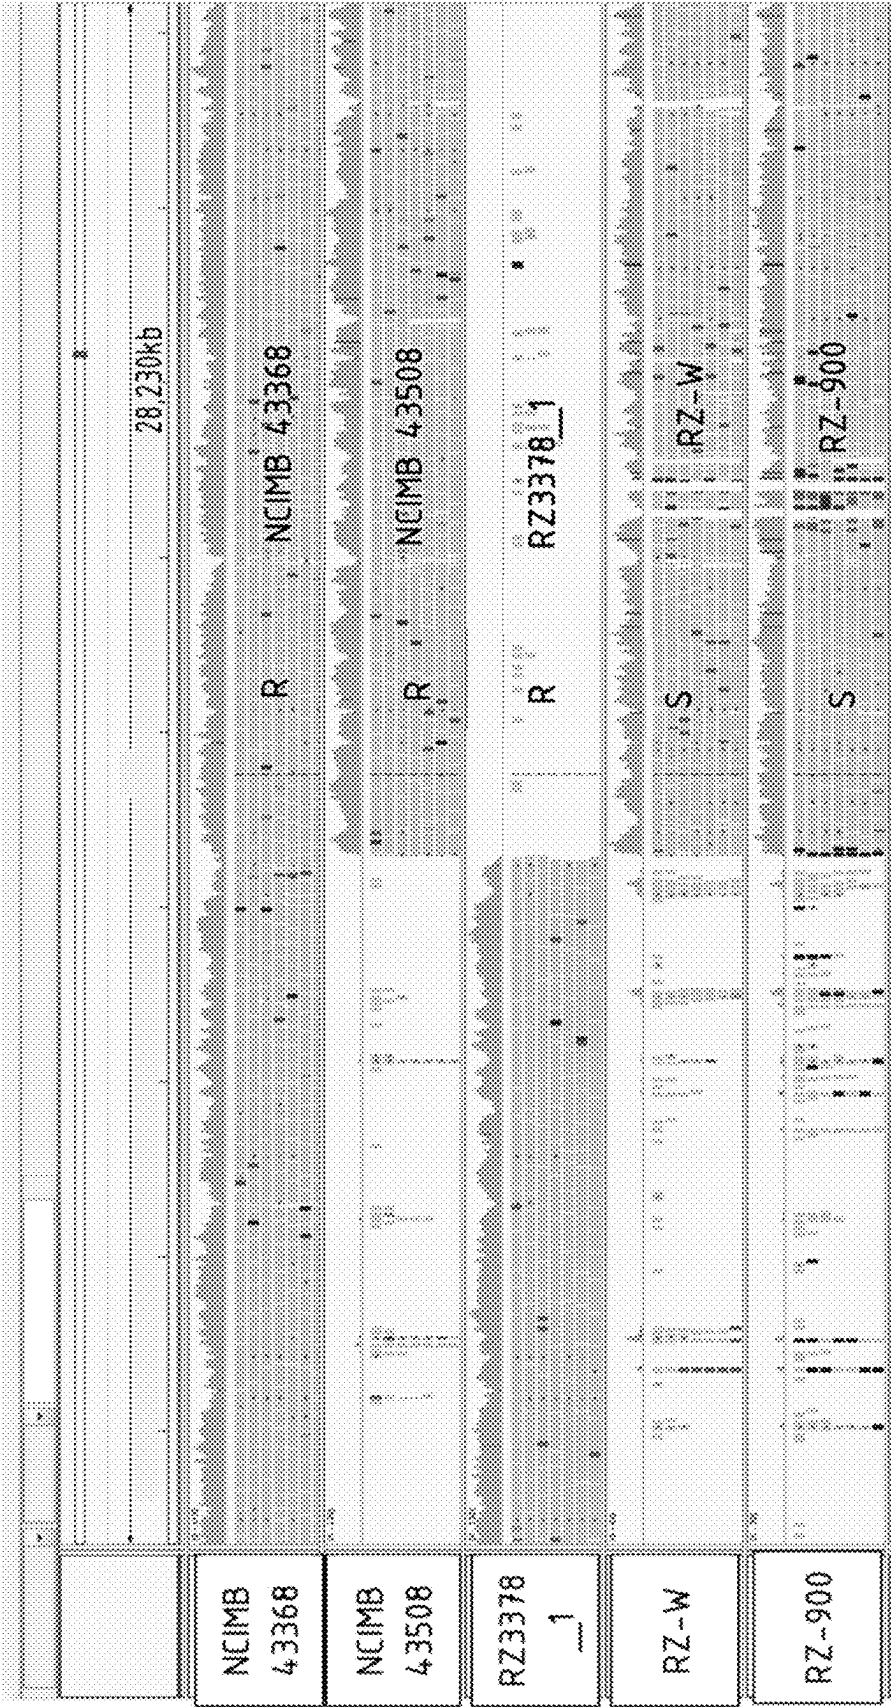 28,230kb
NCIMB
43368
R
NCIMB 43368
NCIMB
43508
R
NCIMB 43508
RZ3378
_1
R
RZ3378_1
RZ-W
S
RZ-W
RZ-900
S
RZ-900